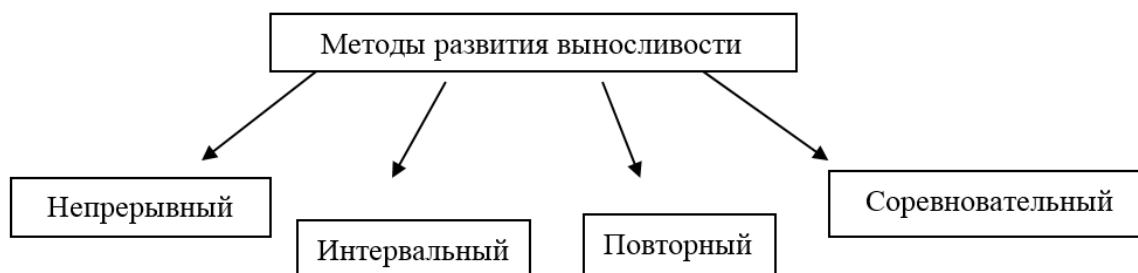 Методы развития выносливости
Непрерывный
Интервальный
Повторный
Соревновательный